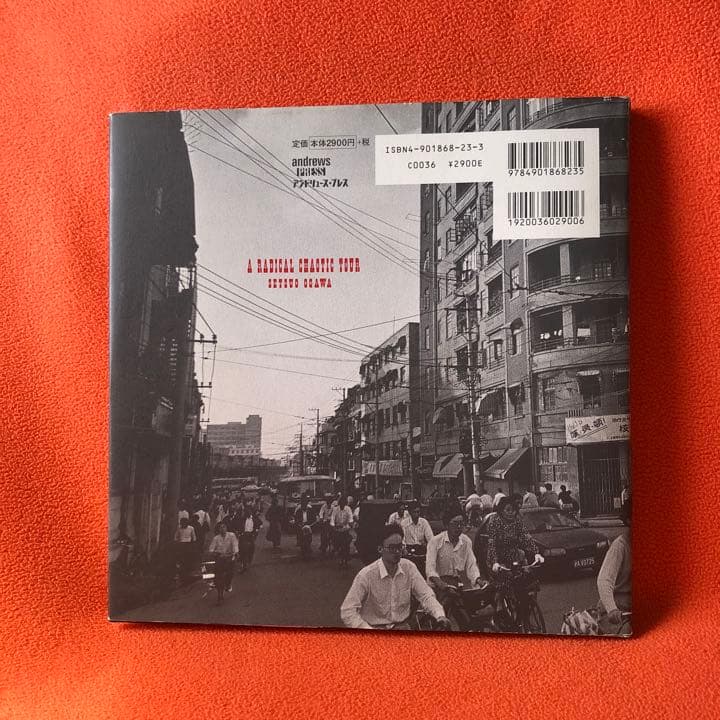 定価 本体2900円 +税
andrews
PRESS
アンドリュース・プレス
ISBN4-901868-23-3
C0036 ¥2900E
9784901868235
1920036029006
A RADICAL CHAOTIC TOUR
SETSUO OGAWA